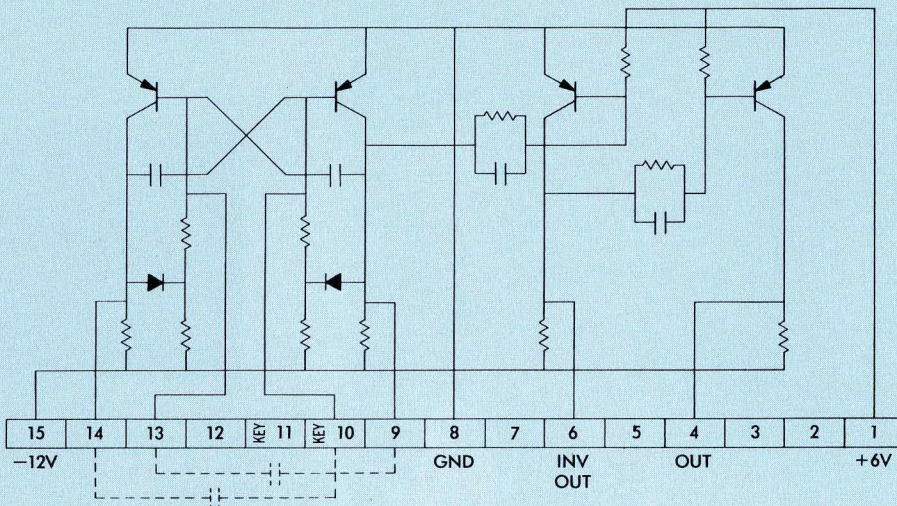 15 14 13 12 KEY 11 KEY 10 9 8 7 6 5 4 3 2 1
−12V GND INV OUT +6V
OUT